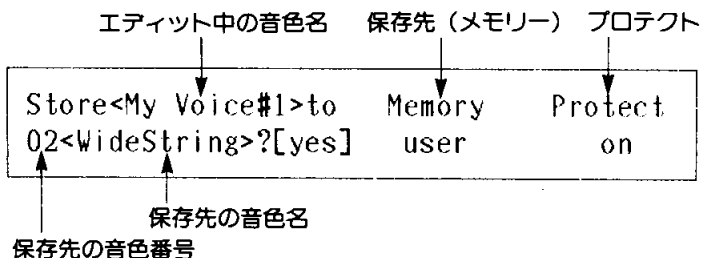 エディット中の音色名 保存先（メモリー） プロテクト
Store<My Voice#1>to Memory Protect
02<WideString>?[yes] user on
保存先の音色名
保存先の音色番号